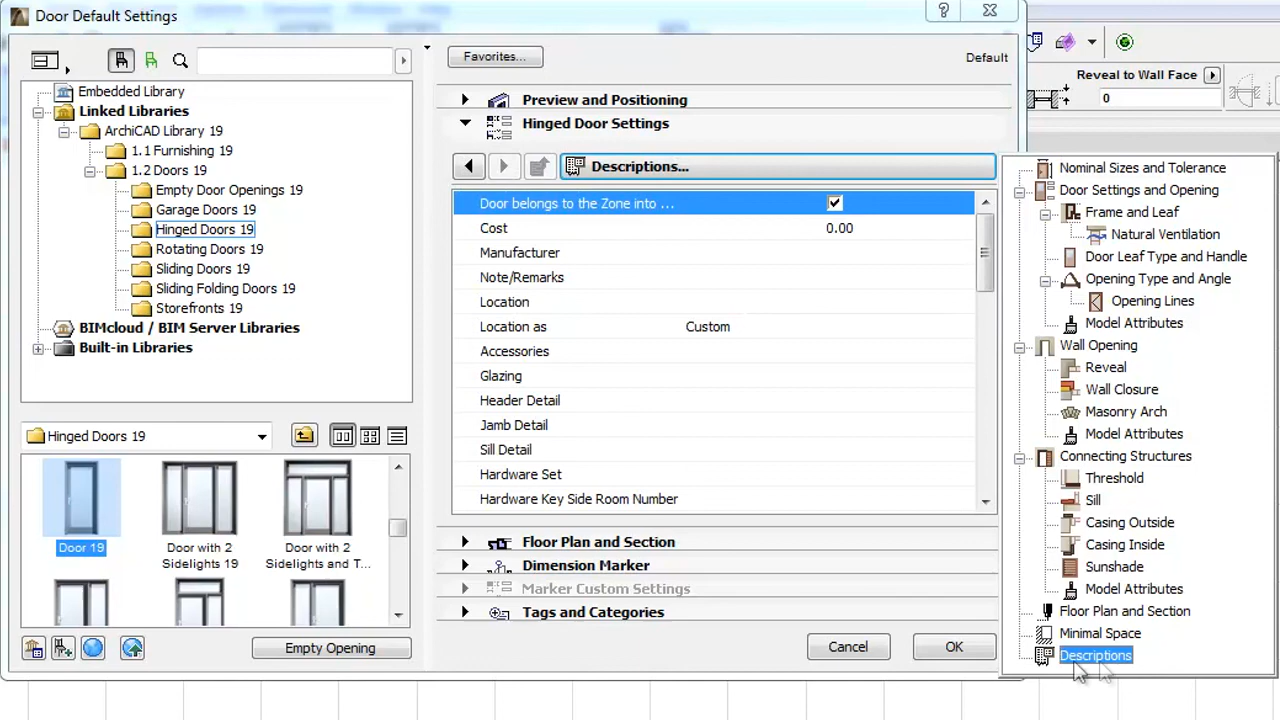 Door Default Settings
Favorites...
Default
Reveal to Wall Face
0
Embedded Library
Linked Libraries
ArchiCAD Library 19
1.1 Furnishing 19
1.2 Doors 19
Empty Door Openings 19
Garage Doors 19
Hinged Doors 19
Rotating Doors 19
Sliding Doors 19
Sliding Folding Doors 19
Storefronts 19
BIMcloud / BIM Server Libraries
Built-in Libraries
Hinged Doors 19
Door 19
Door with 2
Sidelights 19
Door with 2
Sidelights and T...
Empty Opening
Preview and Positioning
Hinged Door Settings
Descriptions...
Door belongs to the Zone into ...
Cost 0.00
Manufacturer
Note/Remarks
Location
Location as Custom
Accessories
Glazing
Header Detail
Jamb Detail
Sill Detail
Hardware Set
Hardware Key Side Room Number
Floor Plan and Section
Dimension Marker
Marker Custom Settings
Tags and Categories
Cancel
OK
Nominal Sizes and Tolerance
Door Settings and Opening
Frame and Leaf
Natural Ventilation
Door Leaf Type and Handle
Opening Type and Angle
Opening Lines
Model Attributes
Wall Opening
Reveal
Wall Closure
Masonry Arch
Model Attributes
Connecting Structures
Threshold
Sill
Casing Outside
Casing Inside
Sunshade
Model Attributes
Floor Plan and Section
Minimal Space
Descriptions